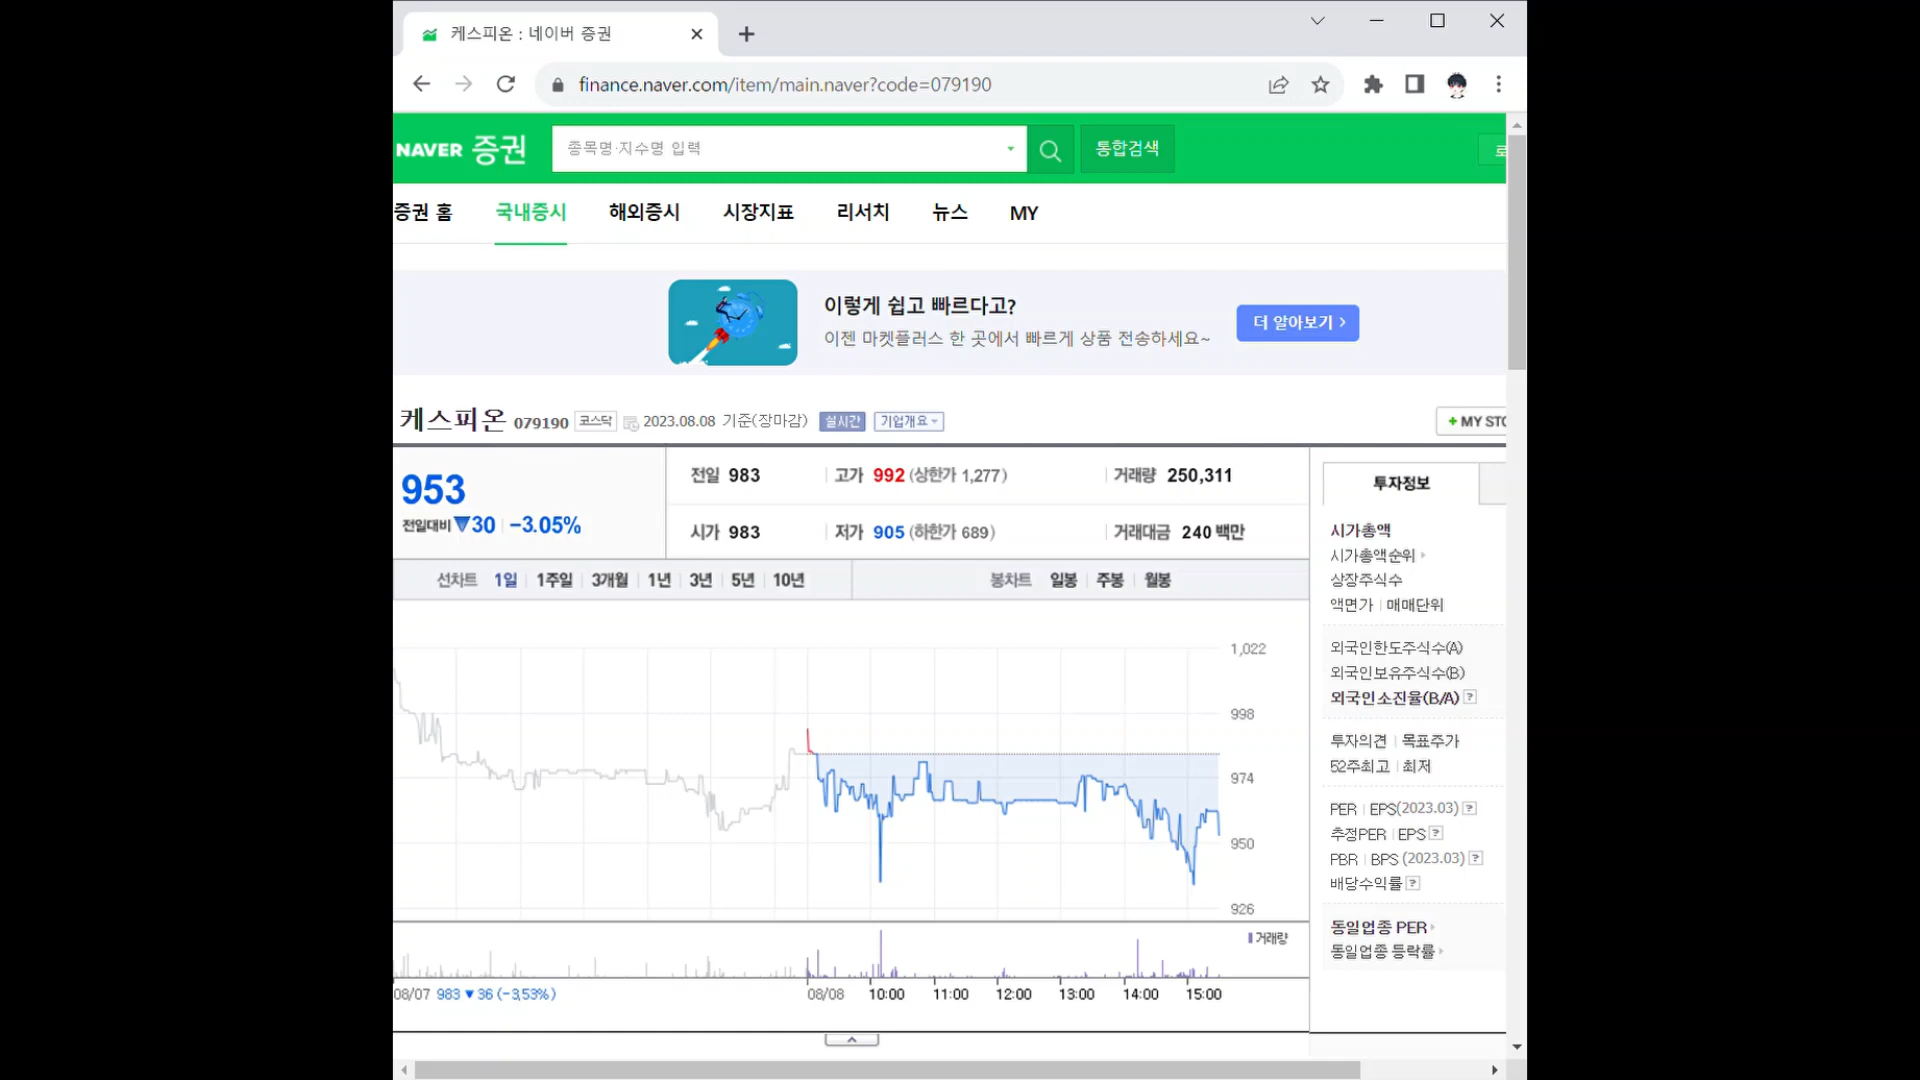 케스피온 : 네이버 증권
finance.naver.com/item/main.naver?code=079190
NAVER 증권
종목명·지수명 입력
통합검색
로
증권 홈 국내증시 해외증시 시장지표 리서치 뉴스 MY
이렇게 쉽고 빠르다고?
이젠 마켓플러스 한 곳에서 빠르게 상품 전송하세요~
더 알아보기
케스피온 079190 코스닥 2023.08.08 기준(장마감) 실시간 기업개요
+ MY STO
953
전일대비 ▼30 -3.05%
전일 983 고가 992 (상한가 1,277) 거래량 250,311
시가 983 저가 905 (하한가 689) 거래대금 240 백만
선차트 1일 1주일 3개월 1년 3년 5년 10년 봉차트 일봉 주봉 월봉
1,022
998
974
950
926
거래량
08/07 983 ▼ 36 (-3,53%)
08/08 10:00 11:00 12:00 13:00 14:00 15:00
투자정보
시가총액
시가총액순위
상장주식수
액면가 매매단위
외국인한도주식수(A)
외국인보유주식수(B)
외국인소진율(B/A) ?
투자의견 목표주가
52주최고 최저
PER EPS(2023.03) ?
추정PER EPS ?
PBR BPS (2023.03) ?
배당수익률 ?
동일업종 PER
동일업종 등락률